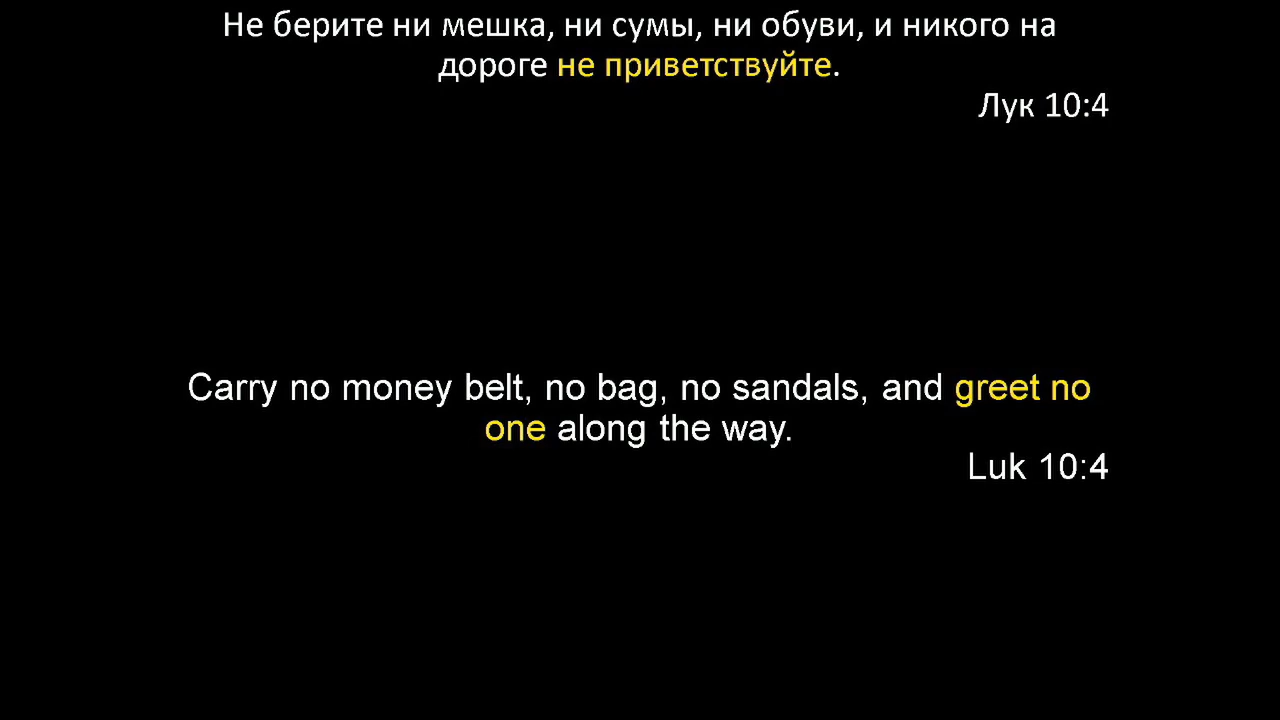 Не берите ни мешка, ни сумы, ни обуви, и никого на
дороге не приветствуйте.
Лук 10:4
Carry no money belt, no bag, no sandals, and greet no
one along the way.
Luk 10:4